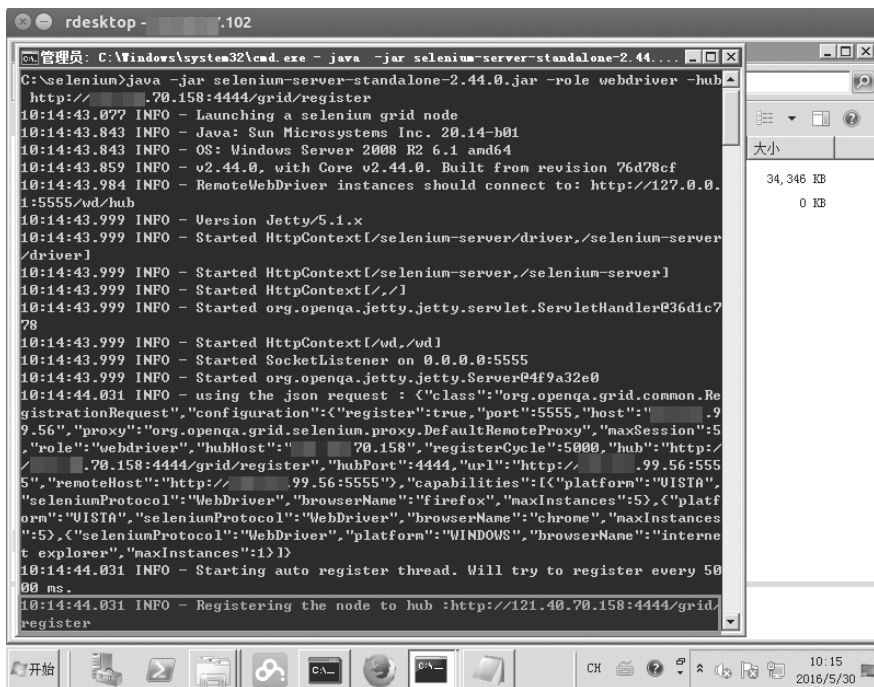 rdesktop - .102
管理员: C:\Windows\system32\cmd.exe - java -jar selenium-server-standalone-2.44....
C:\selenium>java -jar selenium-server-standalone-2.44.0.jar -role webdriver -hub
http:// .70.158:4444/grid/register
10:14:43.077 INFO - Launching a selenium grid node
10:14:43.843 INFO - Java: Sun Microsystems Inc. 20.14-b01
10:14:43.843 INFO - OS: Windows Server 2008 R2 6.1 amd64
10:14:43.859 INFO - v2.44.0, with Core v2.44.0. Built from revision 76d78cf
10:14:43.984 INFO - RemoteWebDriver instances should connect to: http://127.0.0.
1:5555/wd/hub
10:14:43.999 INFO - Version Jetty/5.1.x
10:14:43.999 INFO - Started HttpContext[/selenium-server/driver,/selenium-server
/driver]
10:14:43.999 INFO - Started HttpContext[/selenium-server,/selenium-server]
10:14:43.999 INFO - Started HttpContext[/,/]
10:14:43.999 INFO - Started org.openqa.jetty.jetty.servlet.ServletHandler@36d1c7
78
10:14:43.999 INFO - Started HttpContext[/wd,/wd]
10:14:43.999 INFO - Started SocketListener on 0.0.0.0:5555
10:14:43.999 INFO - Started org.openqa.jetty.jetty.Server@4f9a32e0
10:14:44.031 INFO - using the json request : {"class":"org.openqa.grid.common.Re
gistrationRequest","configuration":{"register":true,"port":5555,"host":" .9
9.56","proxy":"org.openqa.grid.selenium.proxy.DefaultRemoteProxy","maxSession":5
,"role":"webdriver","hubHost":" 70.158","registerCycle":5000,"hub":"http:/
/ .70.158:4444/grid/register","hubPort":4444,"url":"http:// .99.56:555
5","remoteHost":"http:// .99.56:5555"},"capabilities":[{"platform":"VISTA",
"seleniumProtocol":"WebDriver","browserName":"firefox","maxInstances":5},{"platf
orm":"VISTA","seleniumProtocol":"WebDriver","browserName":"chrome","maxInstances
":5},{"seleniumProtocol":"WebDriver","platform":"WINDOWS","browserName":"interne
t explorer","maxInstances":1}]}
10:14:44.031 INFO - Starting auto register thread. Will try to register every 50
00 ms.
10:14:44.031 INFO - Registering the node to hub :http://121.40.70.158:4444/grid/
register
大小
34,346 KB
0 KB
开始
C:\_
C:\_
CH
10:15
2016/5/30